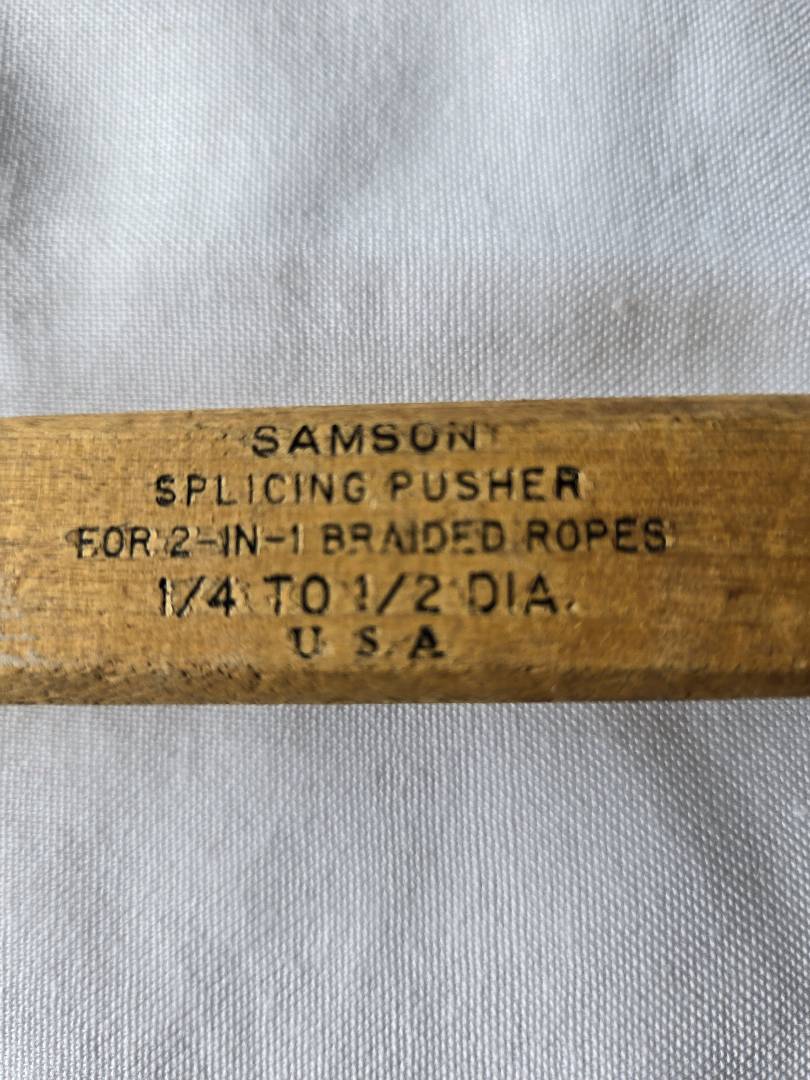 SAMSON
SPLICING PUSHER
FOR 2-IN-1 BRAIDED ROPES
1/4 TO 1/2 DIA.
U.S.A